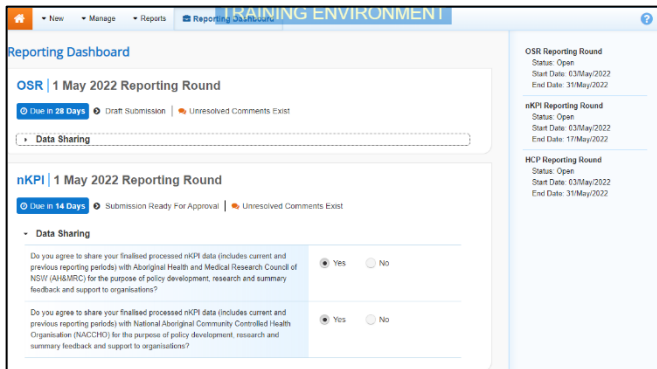 New
Manage
Reports
Reporting Dashboard
TRAINING ENVIRONMENT
?
Reporting Dashboard
OSR | 1 May 2022 Reporting Round
Due in 28 Days
Draft Submission
Unresolved Comments Exist
Data Sharing
nKPI | 1 May 2022 Reporting Round
Due in 14 Days
Submission Ready For Approval
Unresolved Comments Exist
Data Sharing
Do you agree to share your finalised processed nKPI data (includes current and
previous reporting periods) with Aboriginal Health and Medical Research Council of
NSW (AH&MRC) for the purpose of policy development, research and summary
feedback and support to organisations?
Yes
No
Do you agree to share your finalised processed nKPI data (includes current and
previous reporting periods) with National Aboriginal Community Controlled Health
Organisation (NACCHO) for the purpose of policy development, research and
summary feedback and support to organisations?
Yes
No
OSR Reporting Round
Status: Open
Start Date: 03/May/2022
End Date: 31/May/2022
nKPI Reporting Round
Status: Open
Start Date: 03/May/2022
End Date: 17/May/2022
HCP Reporting Round
Status: Open
Start Date: 03/May/2022
End Date: 31/May/2022